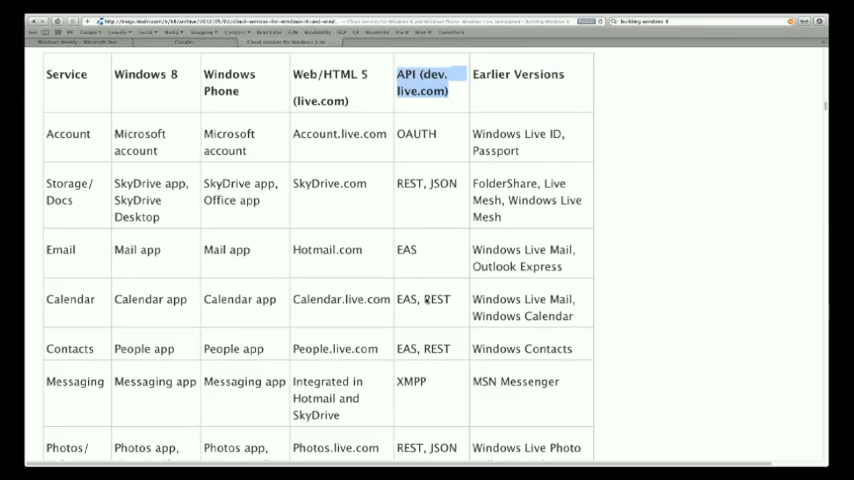 building windows 8
Service
Windows 8
Windows
Phone
Web/HTML 5
(live.com)
API (dev.
live.com)
Earlier Versions
Account
Microsoft
account
Microsoft
account
Account.live.com
OAUTH
Windows Live ID,
Passport
Storage/
Docs
SkyDrive app,
SkyDrive
Desktop
SkyDrive app,
Office app
SkyDrive.com
REST, JSON
FolderShare, Live
Mesh, Windows Live
Mesh
Email
Mail app
Mail app
Hotmail.com
EAS
Windows Live Mail,
Outlook Express
Calendar
Calendar app
Calendar app
Calendar.live.com
EAS, REST
Windows Live Mail,
Windows Calendar
Contacts
People app
People app
People.live.com
EAS, REST
Windows Contacts
Messaging
Messaging app
Messaging app
Integrated in
Hotmail and
SkyDrive
XMPP
MSN Messenger
Photos/
Photos app,
Photos app,
Photos.live.com
REST, JSON
Windows Live Photo